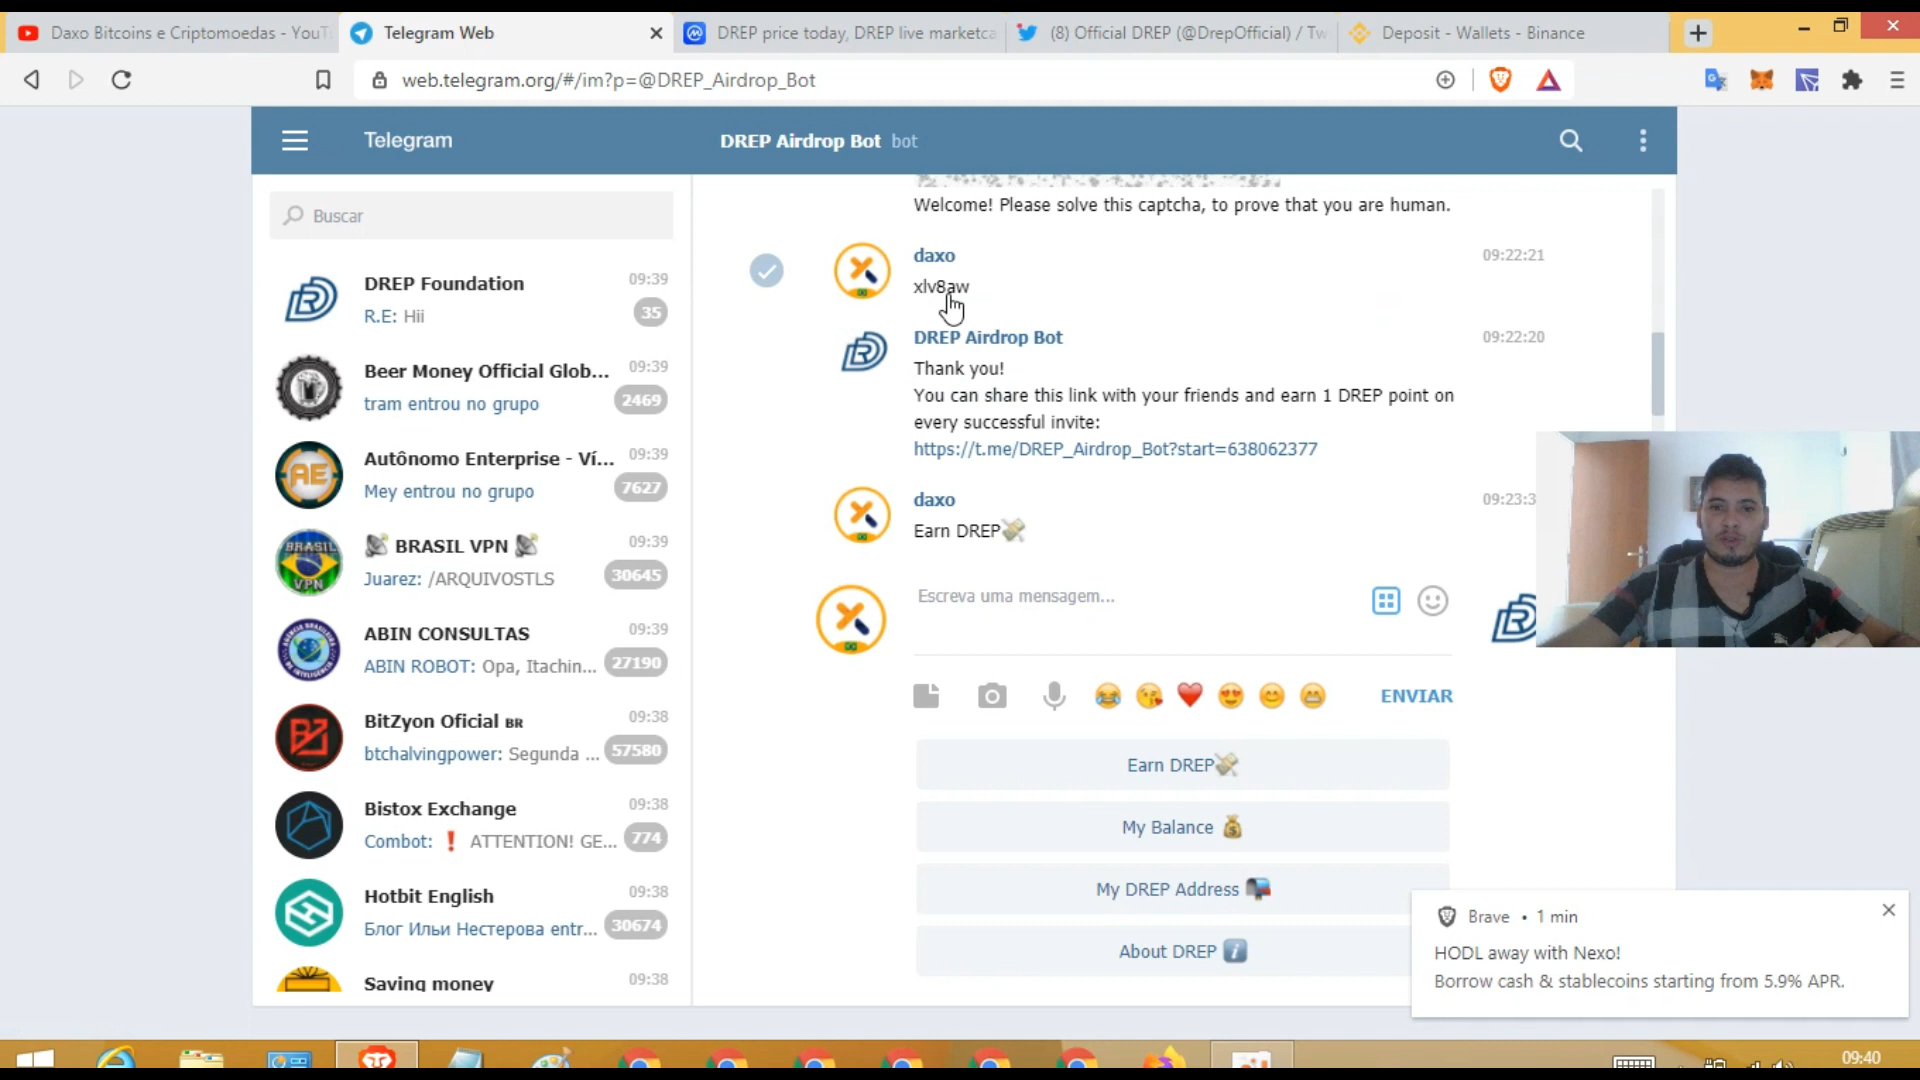 Daxo Bitcoins e Criptomoedas - YouT
Telegram Web
DREP price today, DREP live marketca
(8) Official DREP (@DrepOfficial) / Tw
Deposit - Wallets - Binance
web.telegram.org/#/im?p=@DREP_Airdrop_Bot
Telegram
DREP Airdrop Bot bot
Buscar
DREP Foundation 09:39
R.E: Hii 35
Beer Money Official Glob... 09:39
tram entrou no grupo 2469
Autônomo Enterprise - Ví... 09:39
Mey entrou no grupo 7627
BRASIL VPN 09:39
Juarez: /ARQUIVOSTLS 30645
ABIN CONSULTAS 09:39
ABIN ROBOT: Opa, Itachin... 27190
BitZyon Oficial BR 09:38
btchalvingpower: Segunda ... 57580
Bistox Exchange 09:38
Combot: ❗ ATTENTION! GE... 774
Hotbit English 09:38
Блог Ильи Нестерова entr... 30674
Saving money 09:38
Welcome! Please solve this captcha, to prove that you are human.
daxo 09:22:21
xlv8aw
DREP Airdrop Bot 09:22:20
Thank you!
You can share this link with your friends and earn 1 DREP point on
every successful invite:
https://t.me/DREP_Airdrop_Bot?start=638062377
daxo 09:23:3
Earn DREP💸
Escreva uma mensagem...
ENVIAR
Earn DREP💸
My Balance 💰
My DREP Address 📬
About DREP ℹ️
Brave • 1 min
HODL away with Nexo!
Borrow cash & stablecoins starting from 5.9% APR.
AE
BRASIL
VPN
09:40